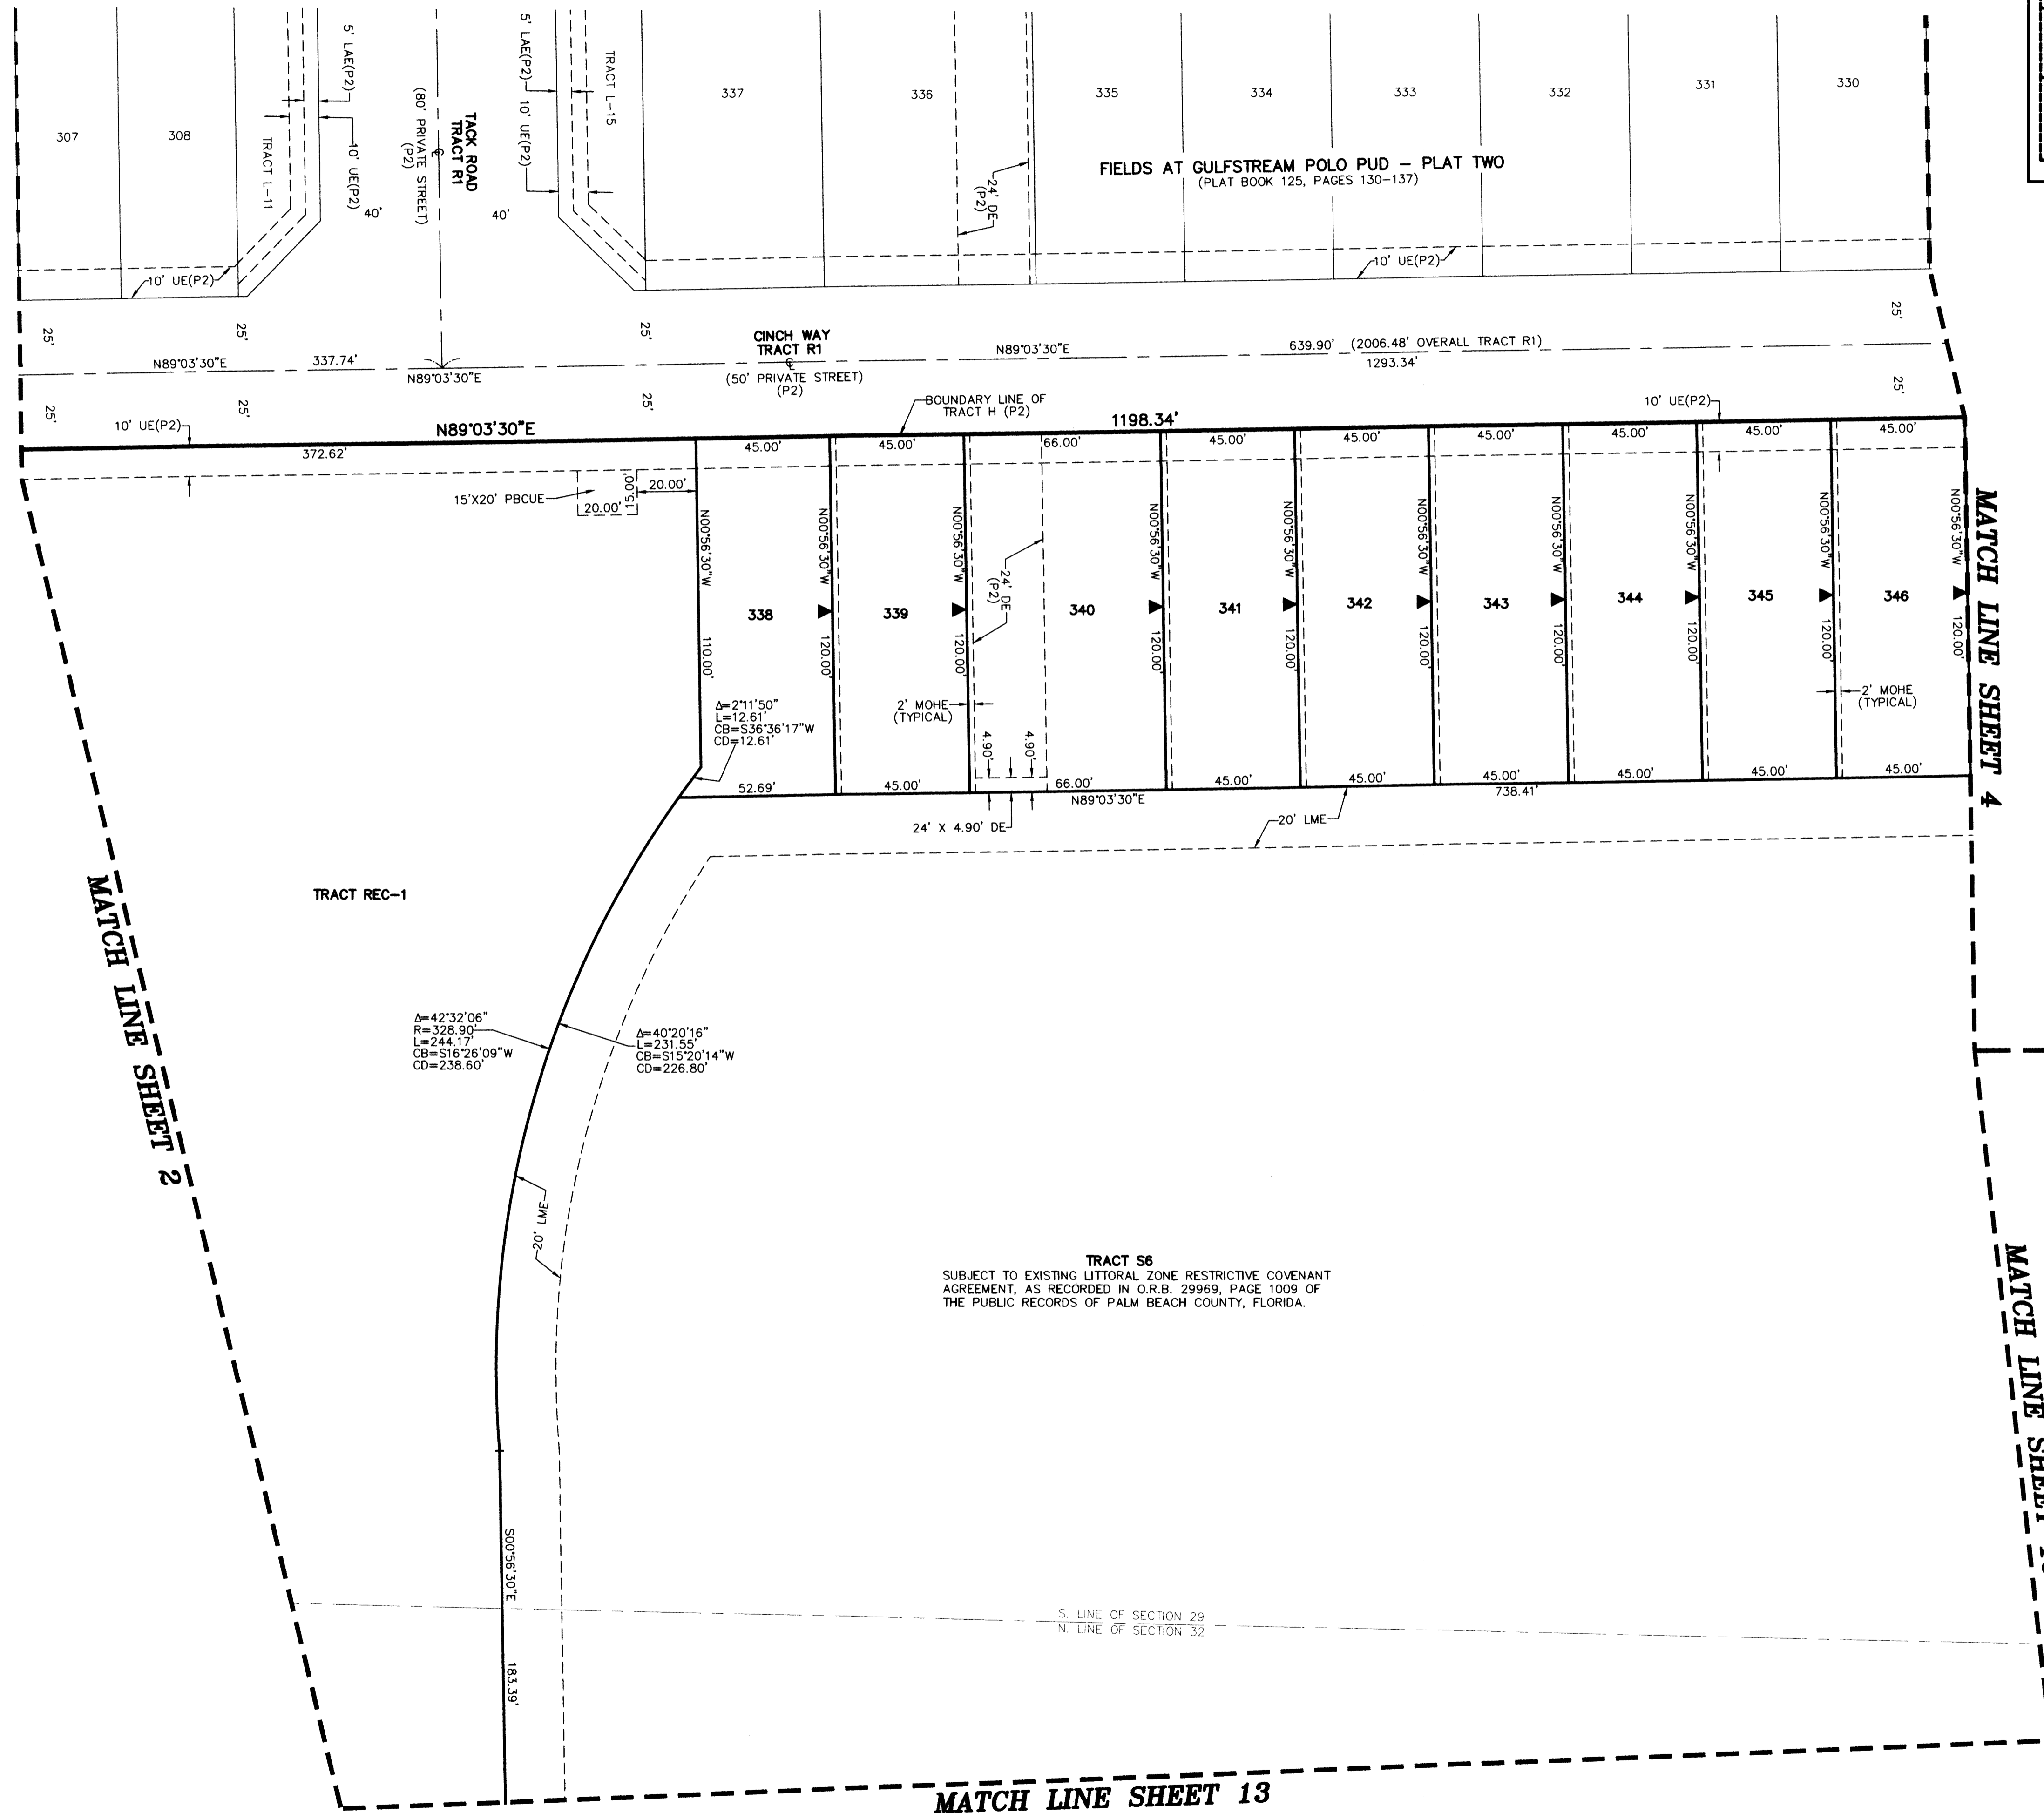 5' LAE(P2)
10' UE(P2)
TRACT L-11
307
308
10' UE(P2)
40'
(80' PRIVATE STREET)
(P2)
TACK ROAD
TRACT R1
℄
40'
5' LAE(P2)
10' UE(P2)
TRACT L-15
337
336
335
334
333
332
331
330
24' DE
(P2)
FIELDS AT GULFSTREAM POLO PUD – PLAT TWO
(PLAT BOOK 125, PAGES 130–137)
10' UE(P2)
25'
25'
25'
25'
CINCH WAY
TRACT R1
℄
(50' PRIVATE STREET)
(P2)
N89°03'30"E
337.74'
N89°03'30"E
N89°03'30"E
639.90'
(2006.48' OVERALL TRACT R1)
1293.34'
25'
25'
25'
25'
10' UE(P2)
N89°03'30"E
BOUNDARY LINE OF
TRACT H (P2)
1198.34'
10' UE(P2)
372.62'
45.00'
45.00'
66.00'
45.00'
45.00'
45.00'
45.00'
45.00'
45.00'
15'X20' PBCUE
20.00'
15.00'
20.00'
N00°56'30"W
110.00'
N00°56'30"W
120.00'
N00°56'30"W
120.00'
N00°56'30"W
120.00'
N00°56'30"W
120.00'
N00°56'30"W
120.00'
N00°56'30"W
120.00'
N00°56'30"W
120.00'
N00°56'30"W
120.00'
N00°56'30"W
120.00'
338
339
340
341
342
343
344
345
346
24' DE
(P2)
Δ=2°11'50"
L=12.61'
CB=S36°36'17"W
CD=12.61'
2' MOHE
(TYPICAL)
4.90'
4.90'
2' MOHE
(TYPICAL)
52.69'
45.00'
66.00'
45.00'
45.00'
45.00'
45.00'
45.00'
45.00'
N89°03'30"E
738.41'
24' X 4.90' DE
20' LME
MATCH LINE SHEET 4
TRACT REC–1
MATCH LINE SHEET 2
Δ=42°32'06"
R=328.90'
L=244.17'
CB=S16°26'09"W
CD=238.60'
Δ=40°20'16"
L=231.55'
CB=S15°20'14"W
CD=226.80'
20' LME
TRACT S6
SUBJECT TO EXISTING LITTORAL ZONE RESTRICTIVE COVENANT
AGREEMENT, AS RECORDED IN O.R.B. 29969, PAGE 1009 OF
THE PUBLIC RECORDS OF PALM BEACH COUNTY, FLORIDA.
MATCH LINE SHEET
S00°56'30"E
183.39'
S. LINE OF SECTION 29
N. LINE OF SECTION 32
MATCH LINE SHEET 13